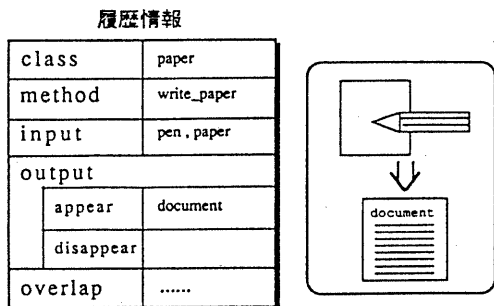 履歴情報
class paper
method write_paper
input pen , paper
output
appear document
disappear
overlap ......
document